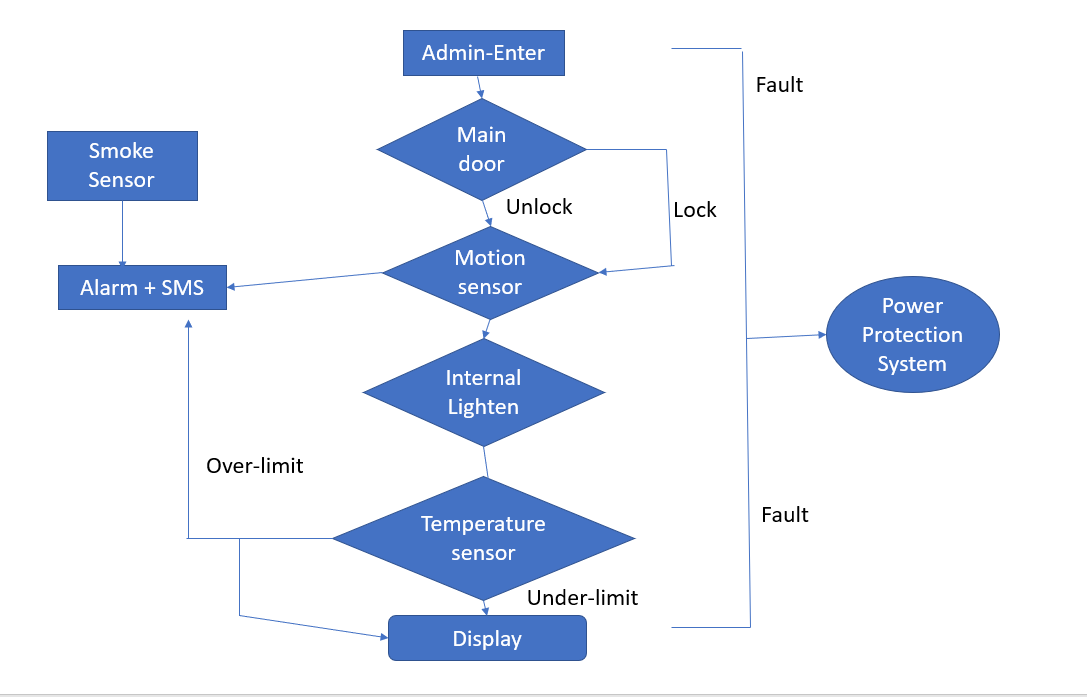 Admin-Enter
Fault
Main
door
Smoke
Sensor
Unlock
Lock
Motion
sensor
Alarm + SMS
Power
Protection
System
Internal
Lighten
Over-limit
Temperature
sensor
Fault
Under-limit
Display